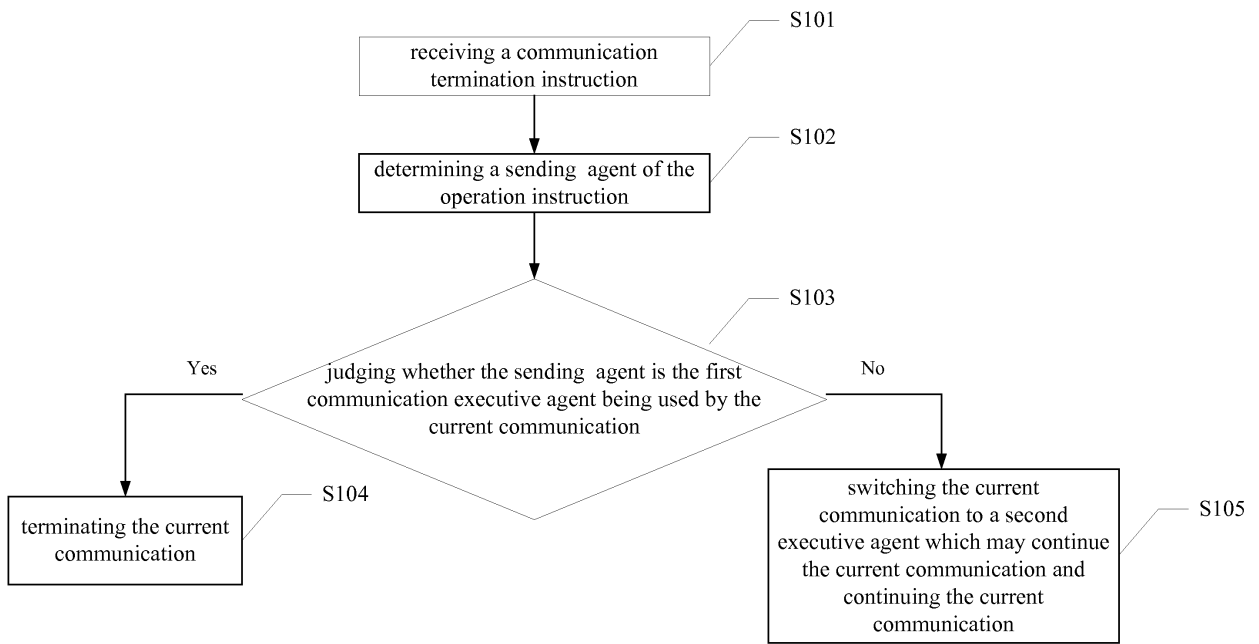 S101
receiving a communication
termination instruction
S102
determining a sending agent of the
operation instruction
S103
Yes
No
judging whether the sending agent is the first
communication executive agent being used by the
current communication
S104
terminating the current
communication
S105
switching the current
communication to a second
executive agent which may continue
the current communication and
continuing the current
communication